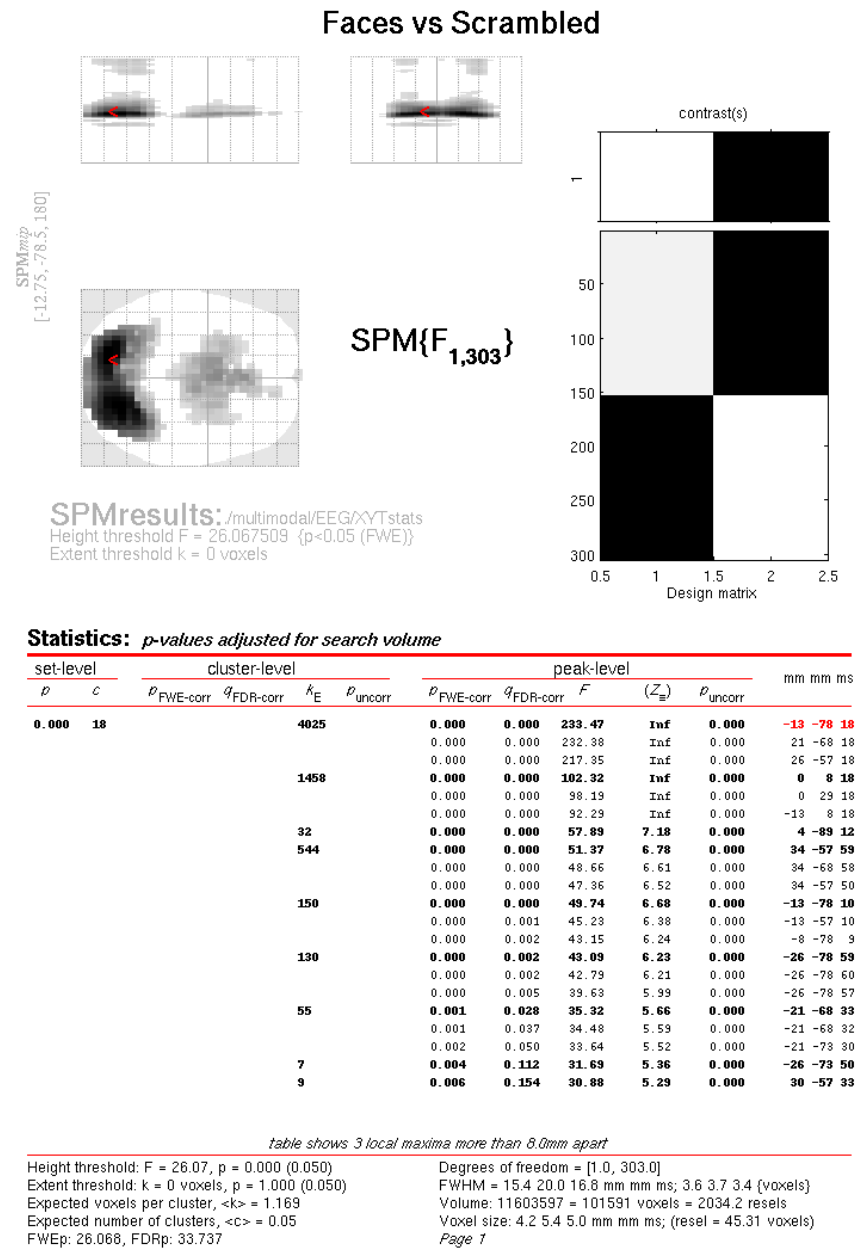 Faces vs Scrambled
SPMmip
[-12.75, -78.5, 180]
<
<
<
SPM{F1,303}
SPMresults: ./multimodal/EEG/XYTstats
Height threshold F = 26.067509 {p<0.05 (FWE)}
Extent threshold k = 0 voxels
contrast(s)
1
50
100
150
200
250
300
0.5 1 1.5 2 2.5
Design matrix
Statistics: p-values adjusted for search volume
set-level cluster-level peak-level mm mm ms
p c pFWE-corr qFDR-corr kE puncorr pFWE-corr qFDR-corr F (Z≡) puncorr
0.000 18 4025 0.000 0.000 233.47 Inf 0.000 -13 -78 18
0.000 0.000 232.38 Inf 0.000 21 -68 18
0.000 0.000 217.35 Inf 0.000 26 -57 18
1458 0.000 0.000 102.32 Inf 0.000 0 8 18
0.000 0.000 98.19 Inf 0.000 0 29 18
0.000 0.000 92.29 Inf 0.000 -13 8 18
32 0.000 0.000 57.89 7.18 0.000 4 -89 12
544 0.000 0.000 51.37 6.78 0.000 34 -57 59
0.000 0.000 48.66 6.61 0.000 34 -68 58
0.000 0.000 47.36 6.52 0.000 34 -57 50
150 0.000 0.000 49.74 6.68 0.000 -13 -78 10
0.000 0.001 45.23 6.38 0.000 -13 -57 10
0.000 0.002 43.15 6.24 0.000 -8 -78 9
130 0.000 0.002 43.09 6.23 0.000 -26 -78 59
0.000 0.002 42.79 6.21 0.000 -26 -78 60
0.000 0.005 39.63 5.99 0.000 -26 -78 57
55 0.001 0.028 35.32 5.66 0.000 -21 -68 33
0.001 0.037 34.48 5.59 0.000 -21 -68 32
0.002 0.050 33.64 5.52 0.000 -21 -73 30
7 0.004 0.112 31.69 5.36 0.000 -26 -73 50
9 0.006 0.154 30.88 5.29 0.000 30 -57 33
table shows 3 local maxima more than 8.0mm apart
Height threshold: F = 26.07, p = 0.000 (0.050)
Extent threshold: k = 0 voxels, p = 1.000 (0.050)
Expected voxels per cluster, <k> = 1.169
Expected number of clusters, <c> = 0.05
FWEp: 26.068, FDRp: 33.737
Degrees of freedom = [1.0, 303.0]
FWHM = 15.4 20.0 16.8 mm mm ms; 3.6 3.7 3.4 {voxels}
Volume: 11603597 = 101591 voxels = 2034.2 resels
Voxel size: 4.2 5.4 5.0 mm mm ms; (resel = 45.31 voxels)
Page 1